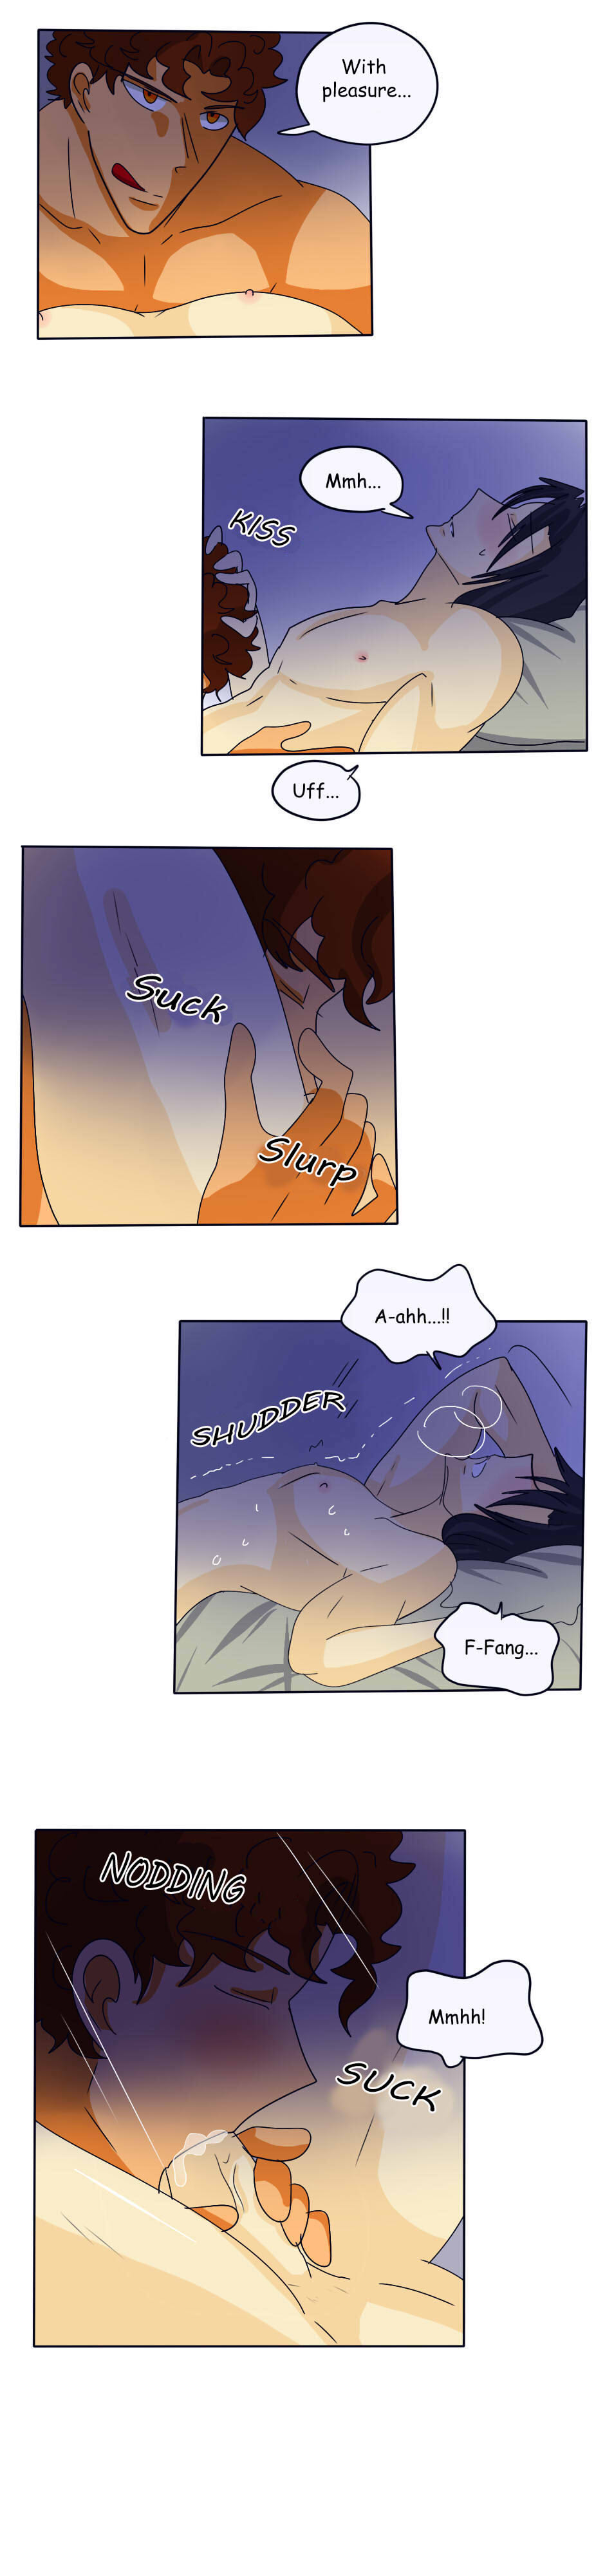 With
pleasure...
Mmh...
KISS
Uff...
Suck
Slurp
A-ahh...!!
SHUDDER
F-Fang...
NODDING
Mmhh!
SUCK